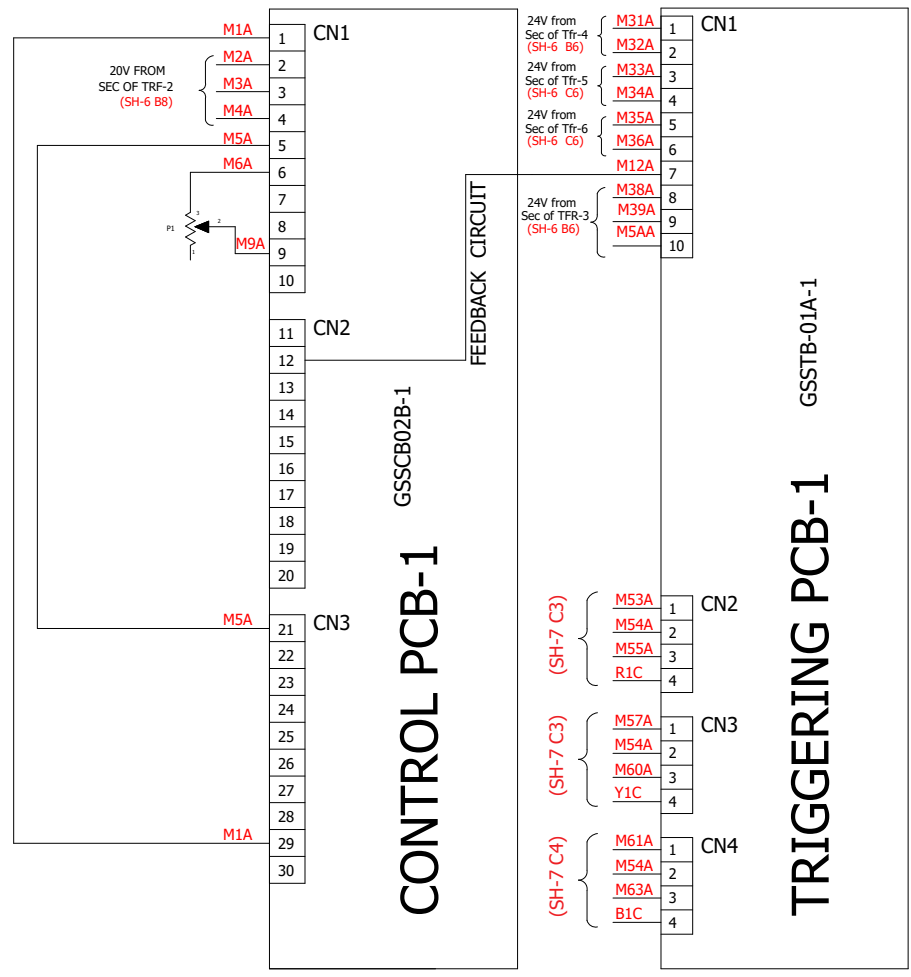 M1A
1
CN1
M2A
2
20V FROM
SEC OF TRF-2
(SH-6 B8)
M3A
3
M4A
4
M5A
5
M6A
6
7
8
P1
3
2
1
M9A
9
10
11
CN2
12
13
14
15
16
17
18
19
20
M5A
21
CN3
22
23
24
25
26
27
28
M1A
29
30
GSSCB02B-1
CONTROL PCB-1
FEEDBACK CIRCUIT
24V from
Sec of Tfr-4
(SH-6 B6)
M31A
1
CN1
M32A
2
24V from
Sec of Tfr-5
(SH-6 C6)
M33A
3
M34A
4
24V from
Sec of Tfr-6
(SH-6 C6)
M35A
5
M36A
6
M12A
7
24V from
Sec of TFR-3
(SH-6 B6)
M38A
8
M39A
9
M5AA
10
GSSTB-01A-1
TRIGGERING PCB-1
(SH-7 C3)
M53A
1
CN2
M54A
2
M55A
3
R1C
4
(SH-7 C3)
M57A
1
CN3
M54A
2
M60A
3
Y1C
4
(SH-7 C4)
M61A
1
CN4
M54A
2
M63A
3
B1C
4